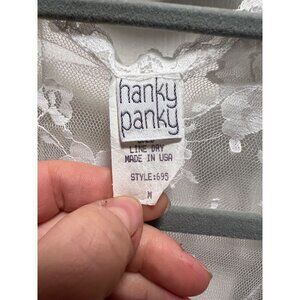 hanky
panky
LINE DRY
MADE IN USA
STYLE:695
M